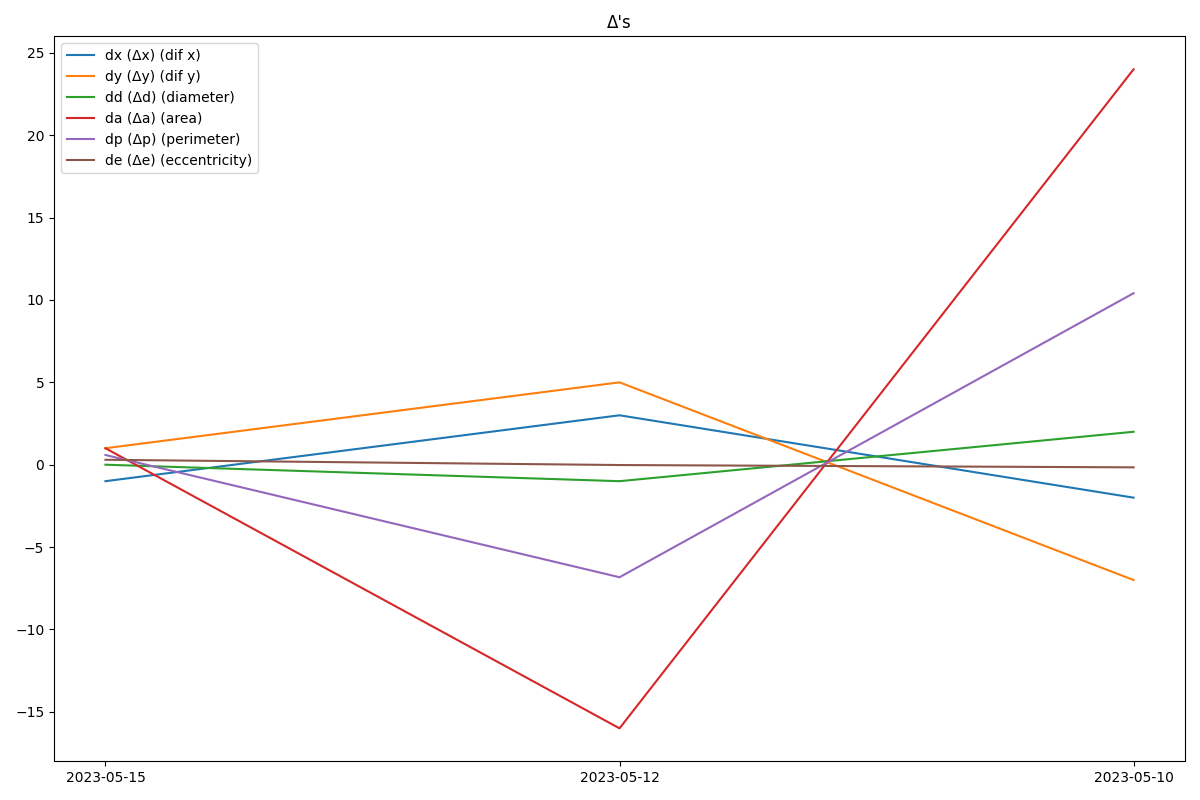 Δ's
dx (Δx) (dif x)
dy (Δy) (dif y)
dd (Δd) (diameter)
da (Δa) (area)
dp (Δp) (perimeter)
de (Δe) (eccentricity)
25
20
15
10
5
0
−5
−10
−15
2023-05-15 2023-05-12 2023-05-10